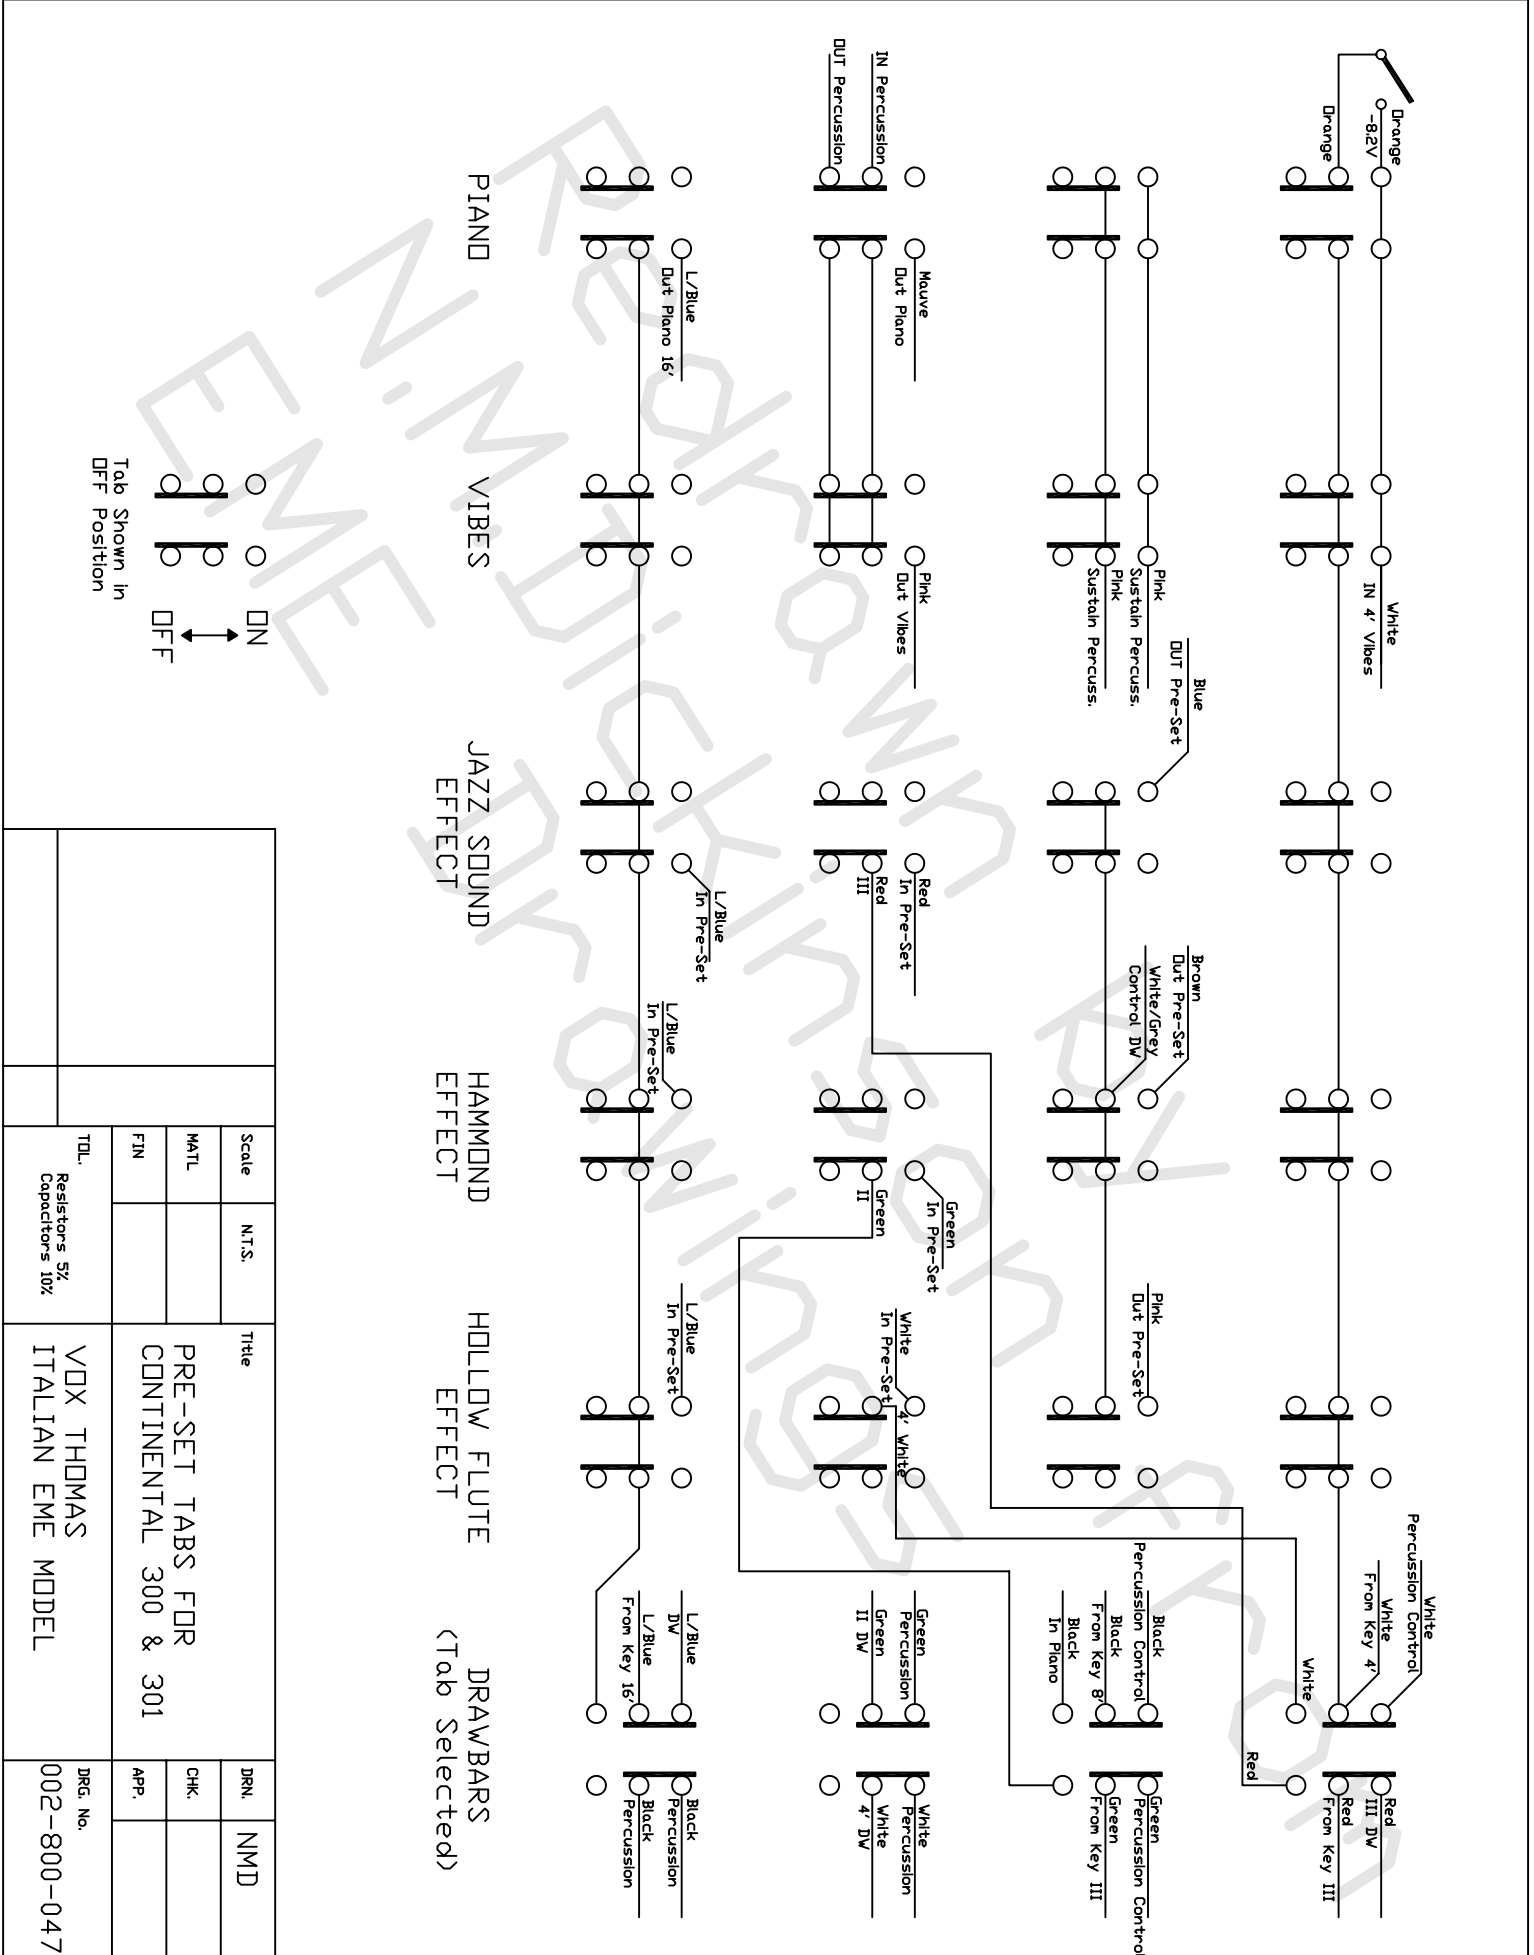 Orange
-8.2V
Orange
White
IN 4' Vibes
White
Percussion Control
White
From Key 4'
White
Red
III DW
Red
From Key III
Red
Pink
Sustain Percuss.
Pink
Sustain Percuss.
Blue
OUT Pre-Set
Brown
Out Pre-Set
White/Grey
Control DW
Pink
Out Pre-Set
Black
Percussion Control
Black
From Key 8'
Black
In Piano
Green
Percussion Control
Green
From Key III
IN Percussion
OUT Percussion
Mauve
Out Piano
Pink
Out Vibes
Red
In Pre-Set
Red
III
Green
In Pre-Set
Green
II
White
In Pre-Set
4' White
Green
Percussion
Green
II DW
White
Percussion
White
4' DW
L/Blue
Out Piano 16'
L/Blue
In Pre-Set
L/Blue
In Pre-Set
L/Blue
In Pre-Set
L/Blue
DW
L/Blue
From Key 16'
Black
Percussion
Black
Percussion
PIANO
VIBES
JAZZ SOUND
EFFECT
HAMMOND
EFFECT
HOLLOW FLUTE
EFFECT
DRAWBARS
(Tab Selected)
Tab Shown in
OFF Position
ON
OFF
Redrawn by
N.M.Dickinson from
EME Drawings
Scale
N.T.S.
MATL
FIN
TOL.
Resistors 5%
Capacitors 10%
Title
PRE-SET TABS FOR
CONTINENTAL 300 & 301
VOX THOMAS
ITALIAN EME MODEL
DRN.
NMD
CHK.
APP.
DRG. No.
002-800-047